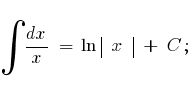 ∫ dx/x = ln| x | + C;